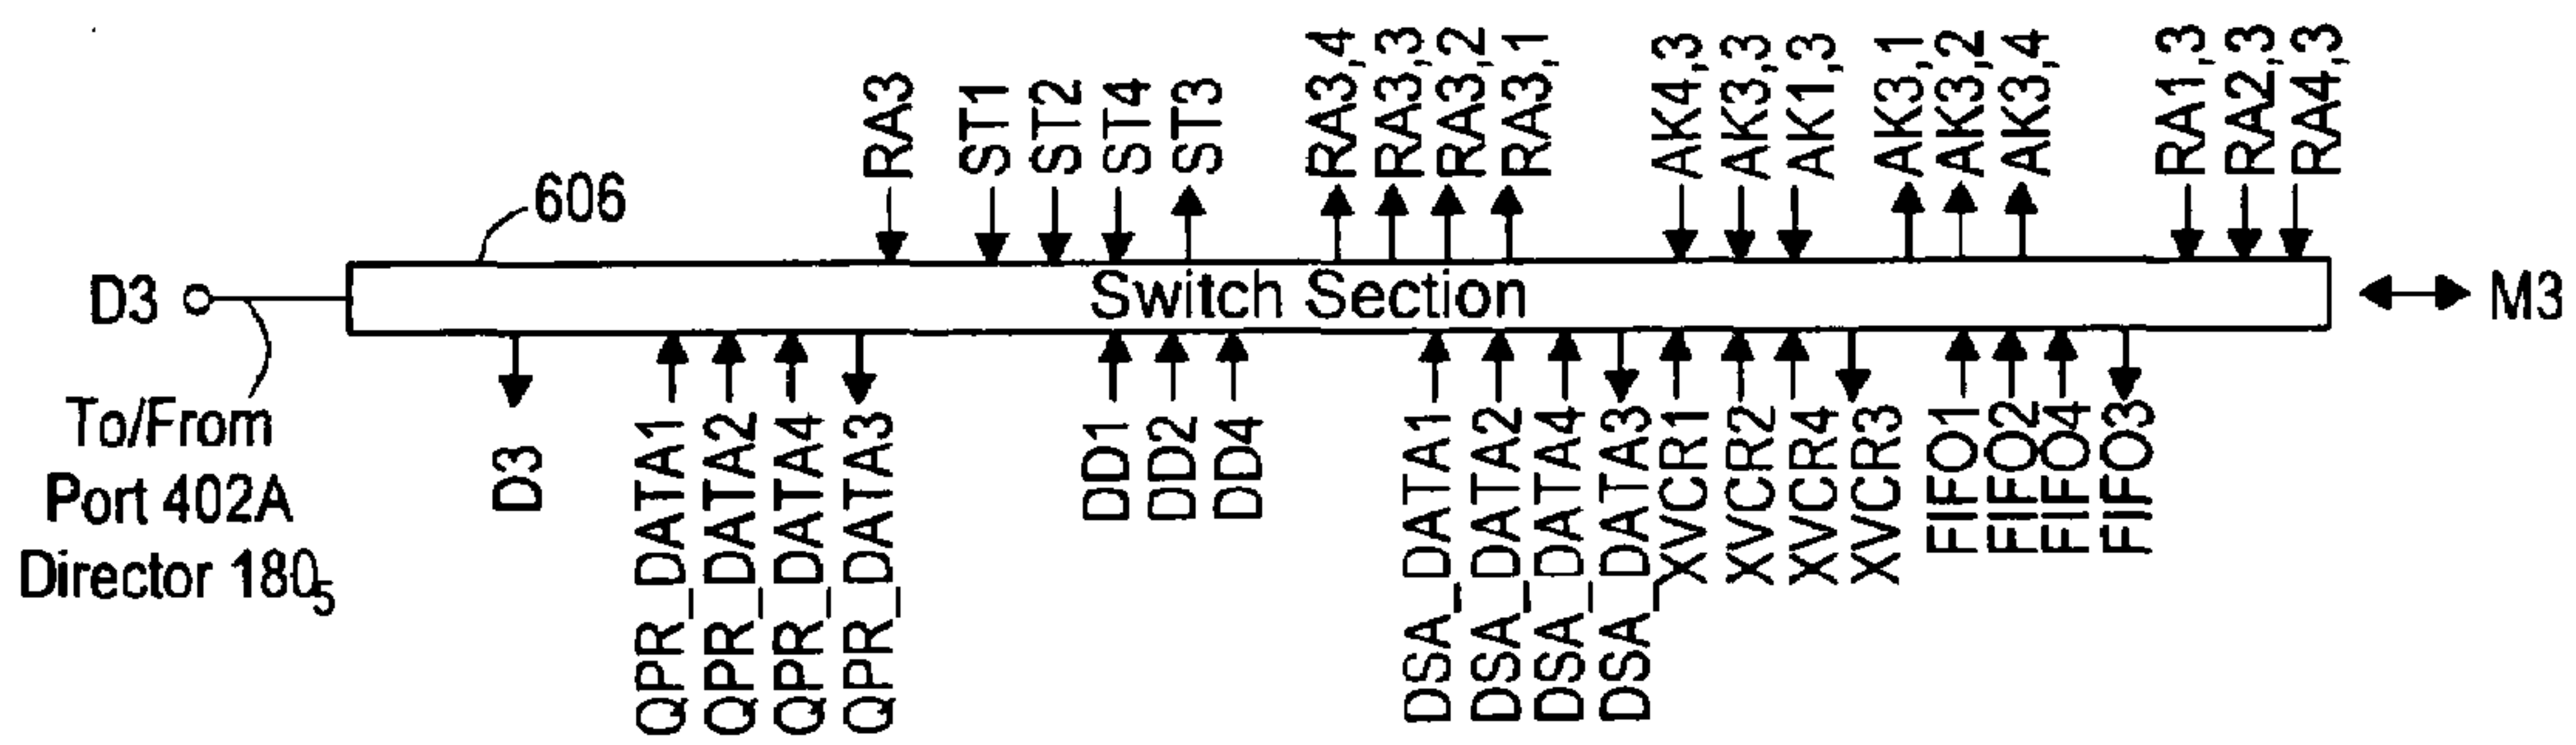 RA3
ST1
ST2
ST4
ST3
RA3,4
RA3,3
RA3,2
RA3,1
AK4,3
AK3,3
AK1,3
AK3,1
AK3,2
AK3,4
RA1,3
RA2,3
RA4,3
606
D3
Switch Section
M3
To/From
Port 402A
Director 180₅
D3
QPR_DATA1
QPR_DATA2
QPR_DATA4
QPR_DATA3
DD1
DD2
DD4
DSA_DATA1
DSA_DATA2
DSA_DATA4
DSA_DATA3
XVCR1
XVCR2
XVCR4
XVCR3
FIFO1
FIFO2
FIFO4
FIFO3